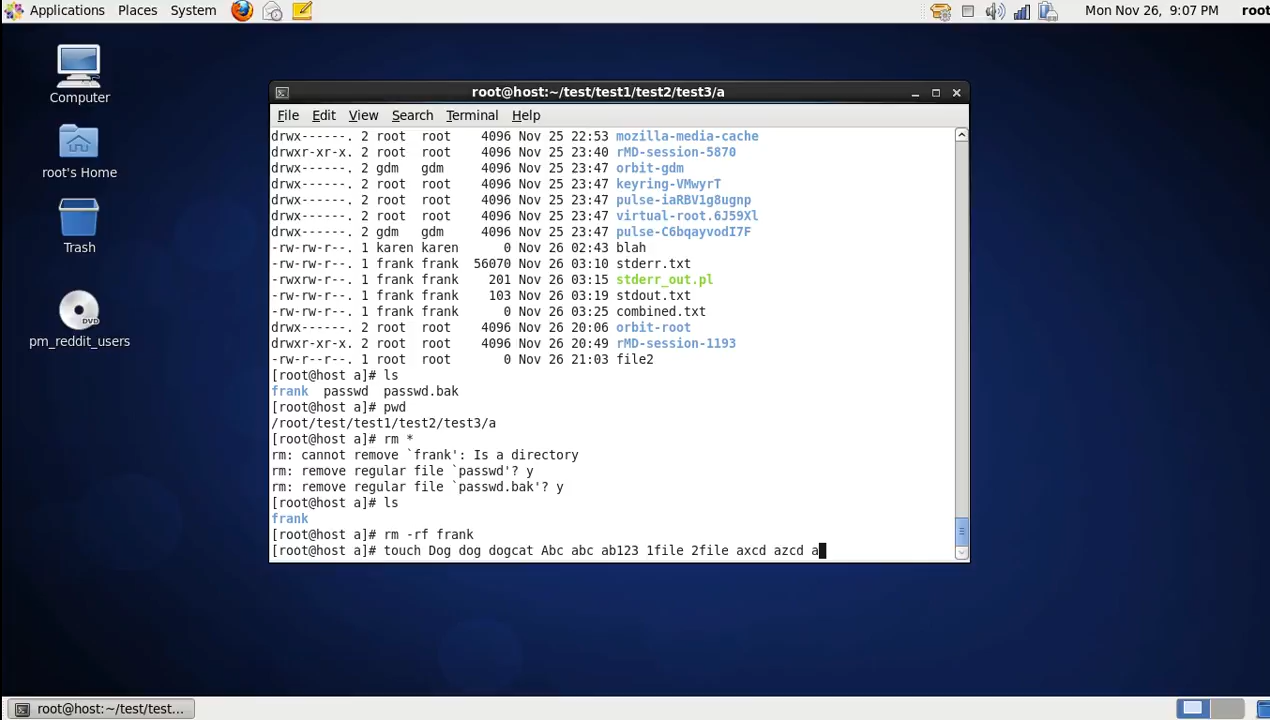 Applications Places System Mon Nov 26, 9:07 PM root
Computer
root's Home
Trash
pm_reddit_users
root@host:~/test/test1/test2/test3/a
File Edit View Search Terminal Help
drwx------. 2 root root 4096 Nov 25 22:53 mozilla-media-cache
drwxr-xr-x. 2 root root 4096 Nov 25 23:40 rMD-session-5870
drwx------. 2 gdm gdm 4096 Nov 25 23:47 orbit-gdm
drwx------. 2 root root 4096 Nov 25 23:47 keyring-VMwyrT
drwx------. 2 root root 4096 Nov 25 23:47 pulse-iaRBV1g8ugnp
drwx------. 2 root root 4096 Nov 25 23:47 virtual-root.6J59Xl
drwx------. 2 gdm gdm 4096 Nov 25 23:47 pulse-C6bqayvodI7F
-rw-rw-r--. 1 karen karen 0 Nov 26 02:43 blah
-rw-rw-r--. 1 frank frank 56070 Nov 26 03:10 stderr.txt
-rwxrw-r--. 1 frank frank 201 Nov 26 03:15 stderr_out.pl
-rw-rw-r--. 1 frank frank 103 Nov 26 03:19 stdout.txt
-rw-rw-r--. 1 frank frank 0 Nov 26 03:25 combined.txt
drwx------. 2 root root 4096 Nov 26 20:06 orbit-root
drwxr-xr-x. 2 root root 4096 Nov 26 20:49 rMD-session-1193
-rw-r--r--. 1 root root 0 Nov 26 21:03 file2
[root@host a]# ls
frank passwd passwd.bak
[root@host a]# pwd
/root/test/test1/test2/test3/a
[root@host a]# rm *
rm: cannot remove `frank': Is a directory
rm: remove regular file `passwd'? y
rm: remove regular file `passwd.bak'? y
[root@host a]# ls
frank
[root@host a]# rm -rf frank
[root@host a]# touch Dog dog dogcat Abc abc ab123 1file 2file axcd azcd a
root@host:~/test/test...